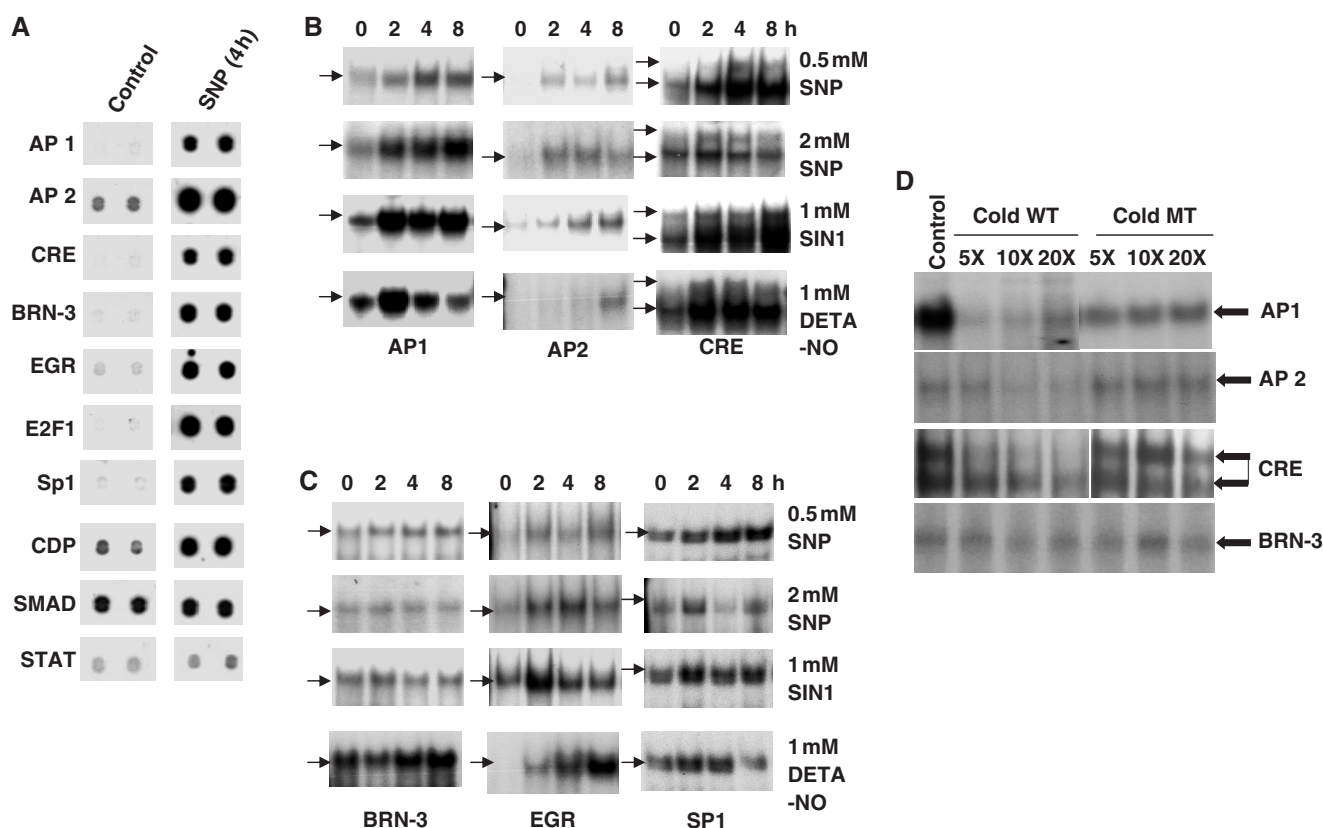 A
Control
SNP (4 h)
AP 1
AP 2
CRE
BRN-3
EGR
E2F1
Sp1
CDP
SMAD
STAT
B
0 2 4 8 0 2 4 8 0 2 4 8 h
0.5 mM
SNP
2 mM
SNP
1 mM
SIN1
1 mM
DETA
-NO
AP1 AP2 CRE
C
0 2 4 8 0 2 4 8 0 2 4 8 h
0.5 mM
SNP
2 mM
SNP
1 mM
SIN1
1 mM
DETA
-NO
BRN-3 EGR SP1
D
Control
Cold WT Cold MT
5X 10X 20X 5X 10X 20X
AP1
AP 2
CRE
BRN-3